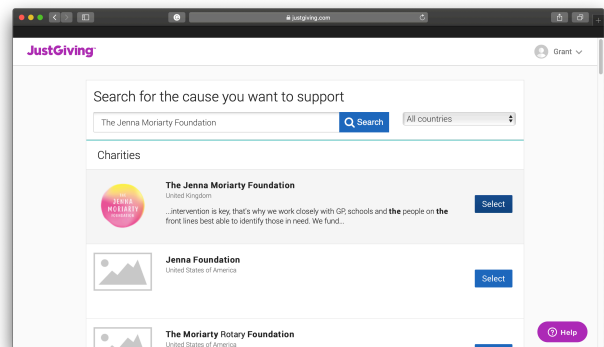 justgiving.com
JustGiving
Grant
Search for the cause you want to support
The Jenna Moriarty Foundation
Search
All countries
Charities
THE
JENNA
MORIARTY
FOUNDATION
The Jenna Moriarty Foundation
United Kingdom
...intervention is key, that's why we work closely with GP, schools and the people on the
front lines best able to identify those in need. We fund...
Select
Jenna Foundation
United States of America
Select
The Moriarty Rotary Foundation
United States of America
Help